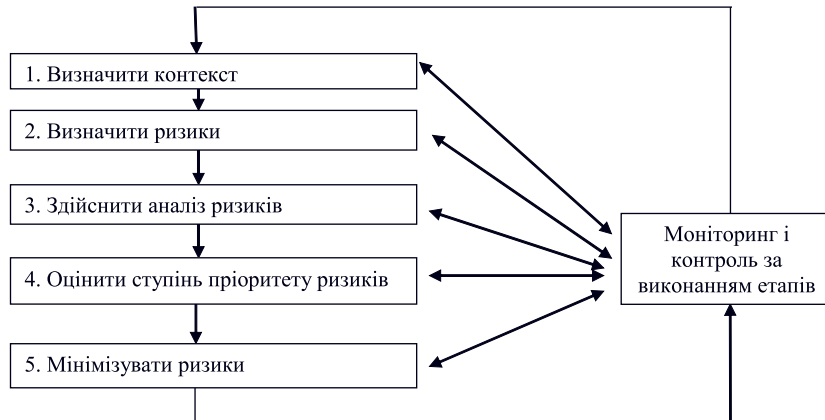 1. Визначити контекст
2. Визначити ризики
3. Здійснити аналіз ризиків
4. Оцінити ступінь пріоритету ризиків
5. Мінімізувати ризики
Моніторинг і
контроль за
виконанням етапів